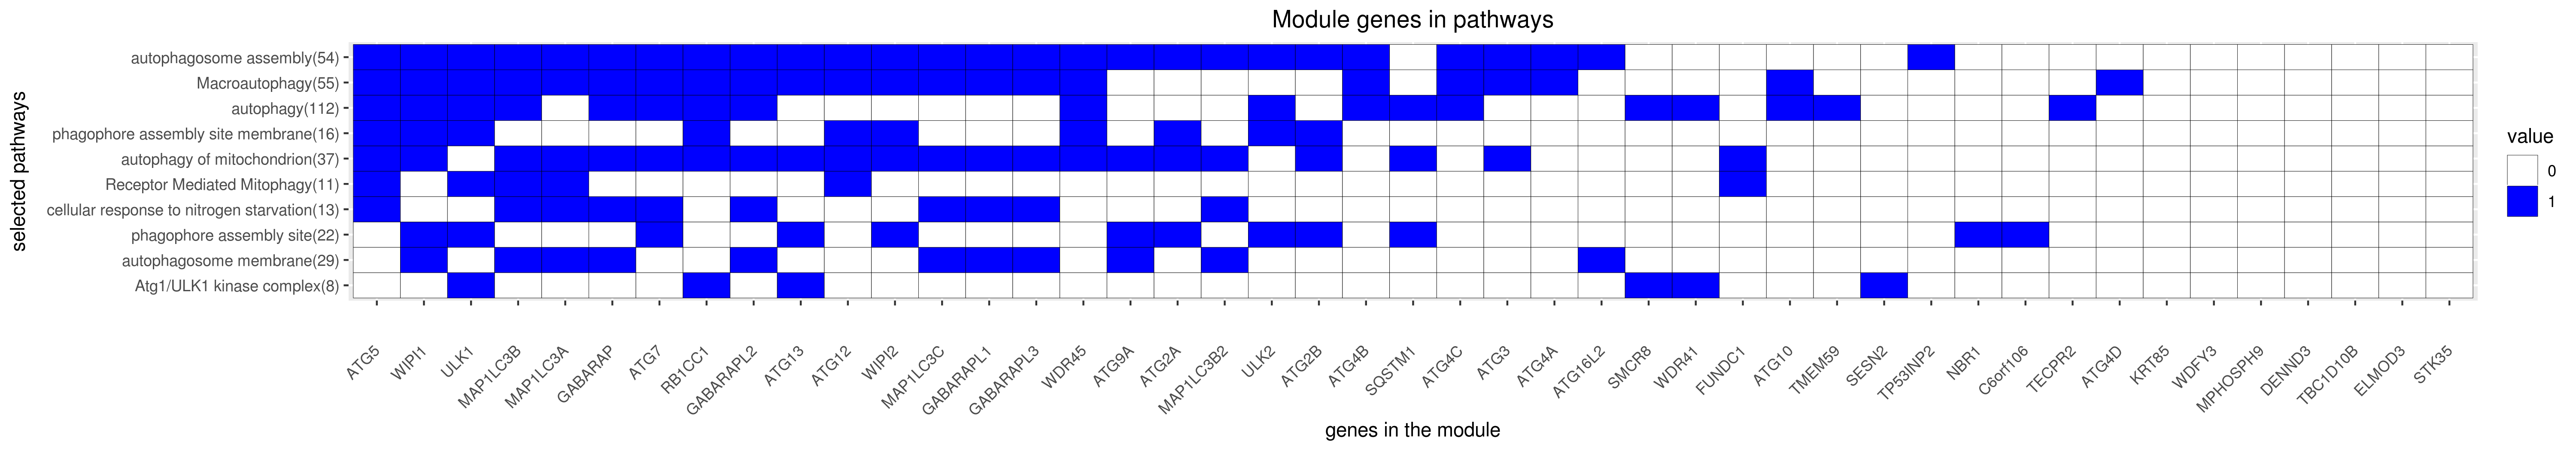 Module genes in pathways
selected pathways
autophagosome assembly(54)
Macroautophagy(55)
autophagy(112)
phagophore assembly site membrane(16)
autophagy of mitochondrion(37)
Receptor Mediated Mitophagy(11)
cellular response to nitrogen starvation(13)
phagophore assembly site(22)
autophagosome membrane(29)
Atg1/ULK1 kinase complex(8)
ATG5
WIPI1
ULK1
MAP1LC3B
MAP1LC3A
GABARAP
ATG7
RB1CC1
GABARAPL2
ATG13
ATG12
WIPI2
MAP1LC3C
GABARAPL1
GABARAPL3
WDR45
ATG9A
ATG2A
MAP1LC3B2
ULK2
ATG2B
ATG4B
SQSTM1
ATG4C
ATG3
ATG4A
ATG16L2
SMCR8
WDR41
FUNDC1
ATG10
TMEM59
SESN2
TP53INP2
NBR1
C6orf106
TECPR2
ATG4D
KRT85
WDFY3
MPHOSPH9
DENND3
TBC1D10B
ELMOD3
STK35
genes in the module
value
0
1